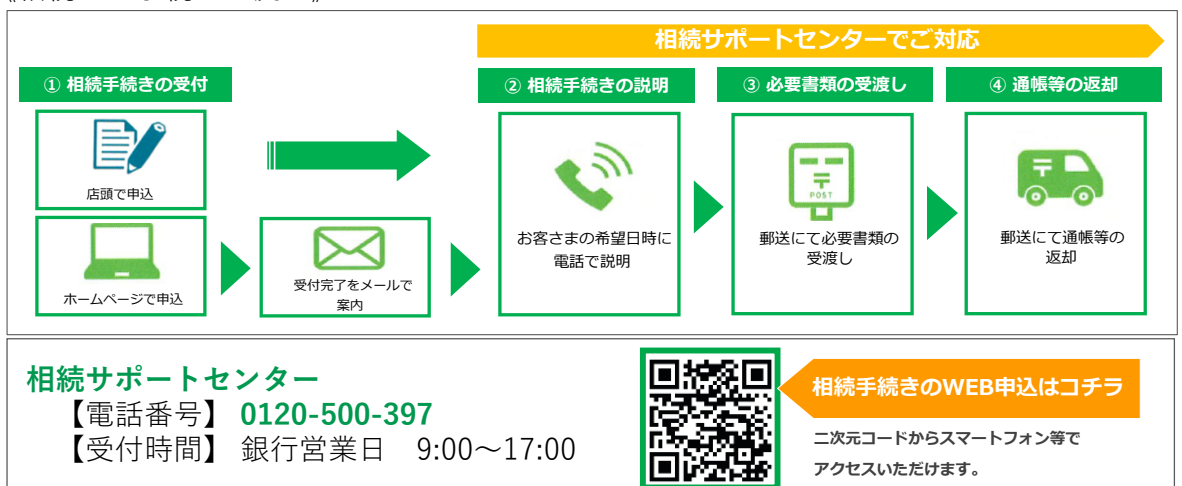 相続サポートセンターでご対応
① 相続手続きの受付
② 相続手続きの説明
③ 必要書類の受渡し
④ 通帳等の返却
店頭で申込
ホームページで申込
受付完了をメールで
案内
お客さまの希望日時に
電話で説明
〒
POST
郵送にて必要書類の
受渡し
〒
郵送にて通帳等の
返却
相続サポートセンター
【電話番号】 0120-500-397
【受付時間】 銀行営業日 9:00～17:00
相続手続きのWEB申込はコチラ
二次元コードからスマートフォン等で
アクセスいただけます。